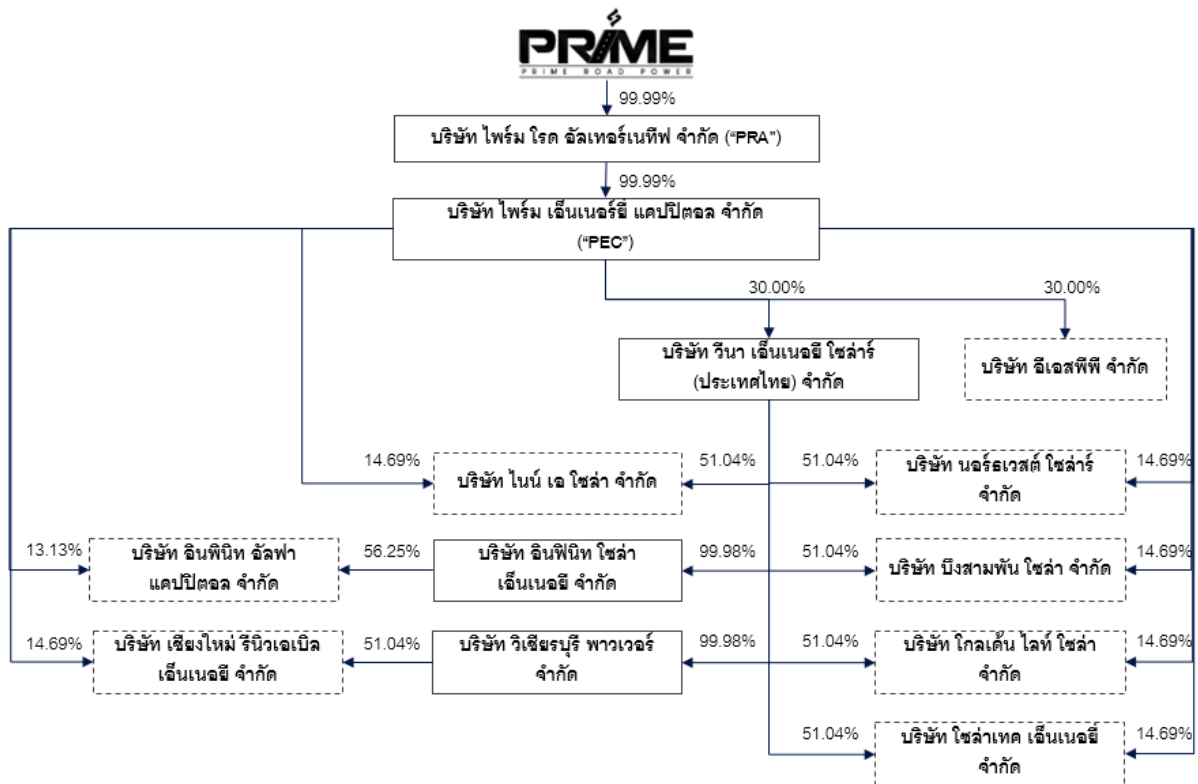 PRIME
PRIME ROAD POWER
99.99%
บริษัท ไพร์ม โรด อัลเทอร์เนทีฟ จำกัด ("PRA")
99.99%
บริษัท ไพร์ม เอ็นเนอร์ยี่ แคปปิตอล จำกัด
("PEC")
30.00%
30.00%
บริษัท วีนา เอ็นเนอยี โซล่าร์
(ประเทศไทย) จำกัด
บริษัท อีเอสพีพี จำกัด
14.69%
บริษัท ไนน์ เอ โซล่า จำกัด
51.04%
51.04%
บริษัท นอร์ธเวสต์ โซล่าร์
จำกัด
14.69%
13.13%
บริษัท อินพินิท อัลฟา
แคปปิตอล จำกัด
56.25%
บริษัท อินฟินิท โซล่า
เอ็นเนอยี จำกัด
99.98%
51.04%
บริษัท บึงสามพัน โซล่า จำกัด
14.69%
14.69%
บริษัท เชียงใหม่ รีนิวเอเบิล
เอ็นเนอยี จำกัด
51.04%
บริษัท วิเชียรบุรี พาวเวอร์
จำกัด
99.98%
51.04%
บริษัท โกลเด้น ไลท์ โซล่า
จำกัด
14.69%
51.04%
บริษัท โซล่าเทค เอ็นเนอยี่
จำกัด
14.69%